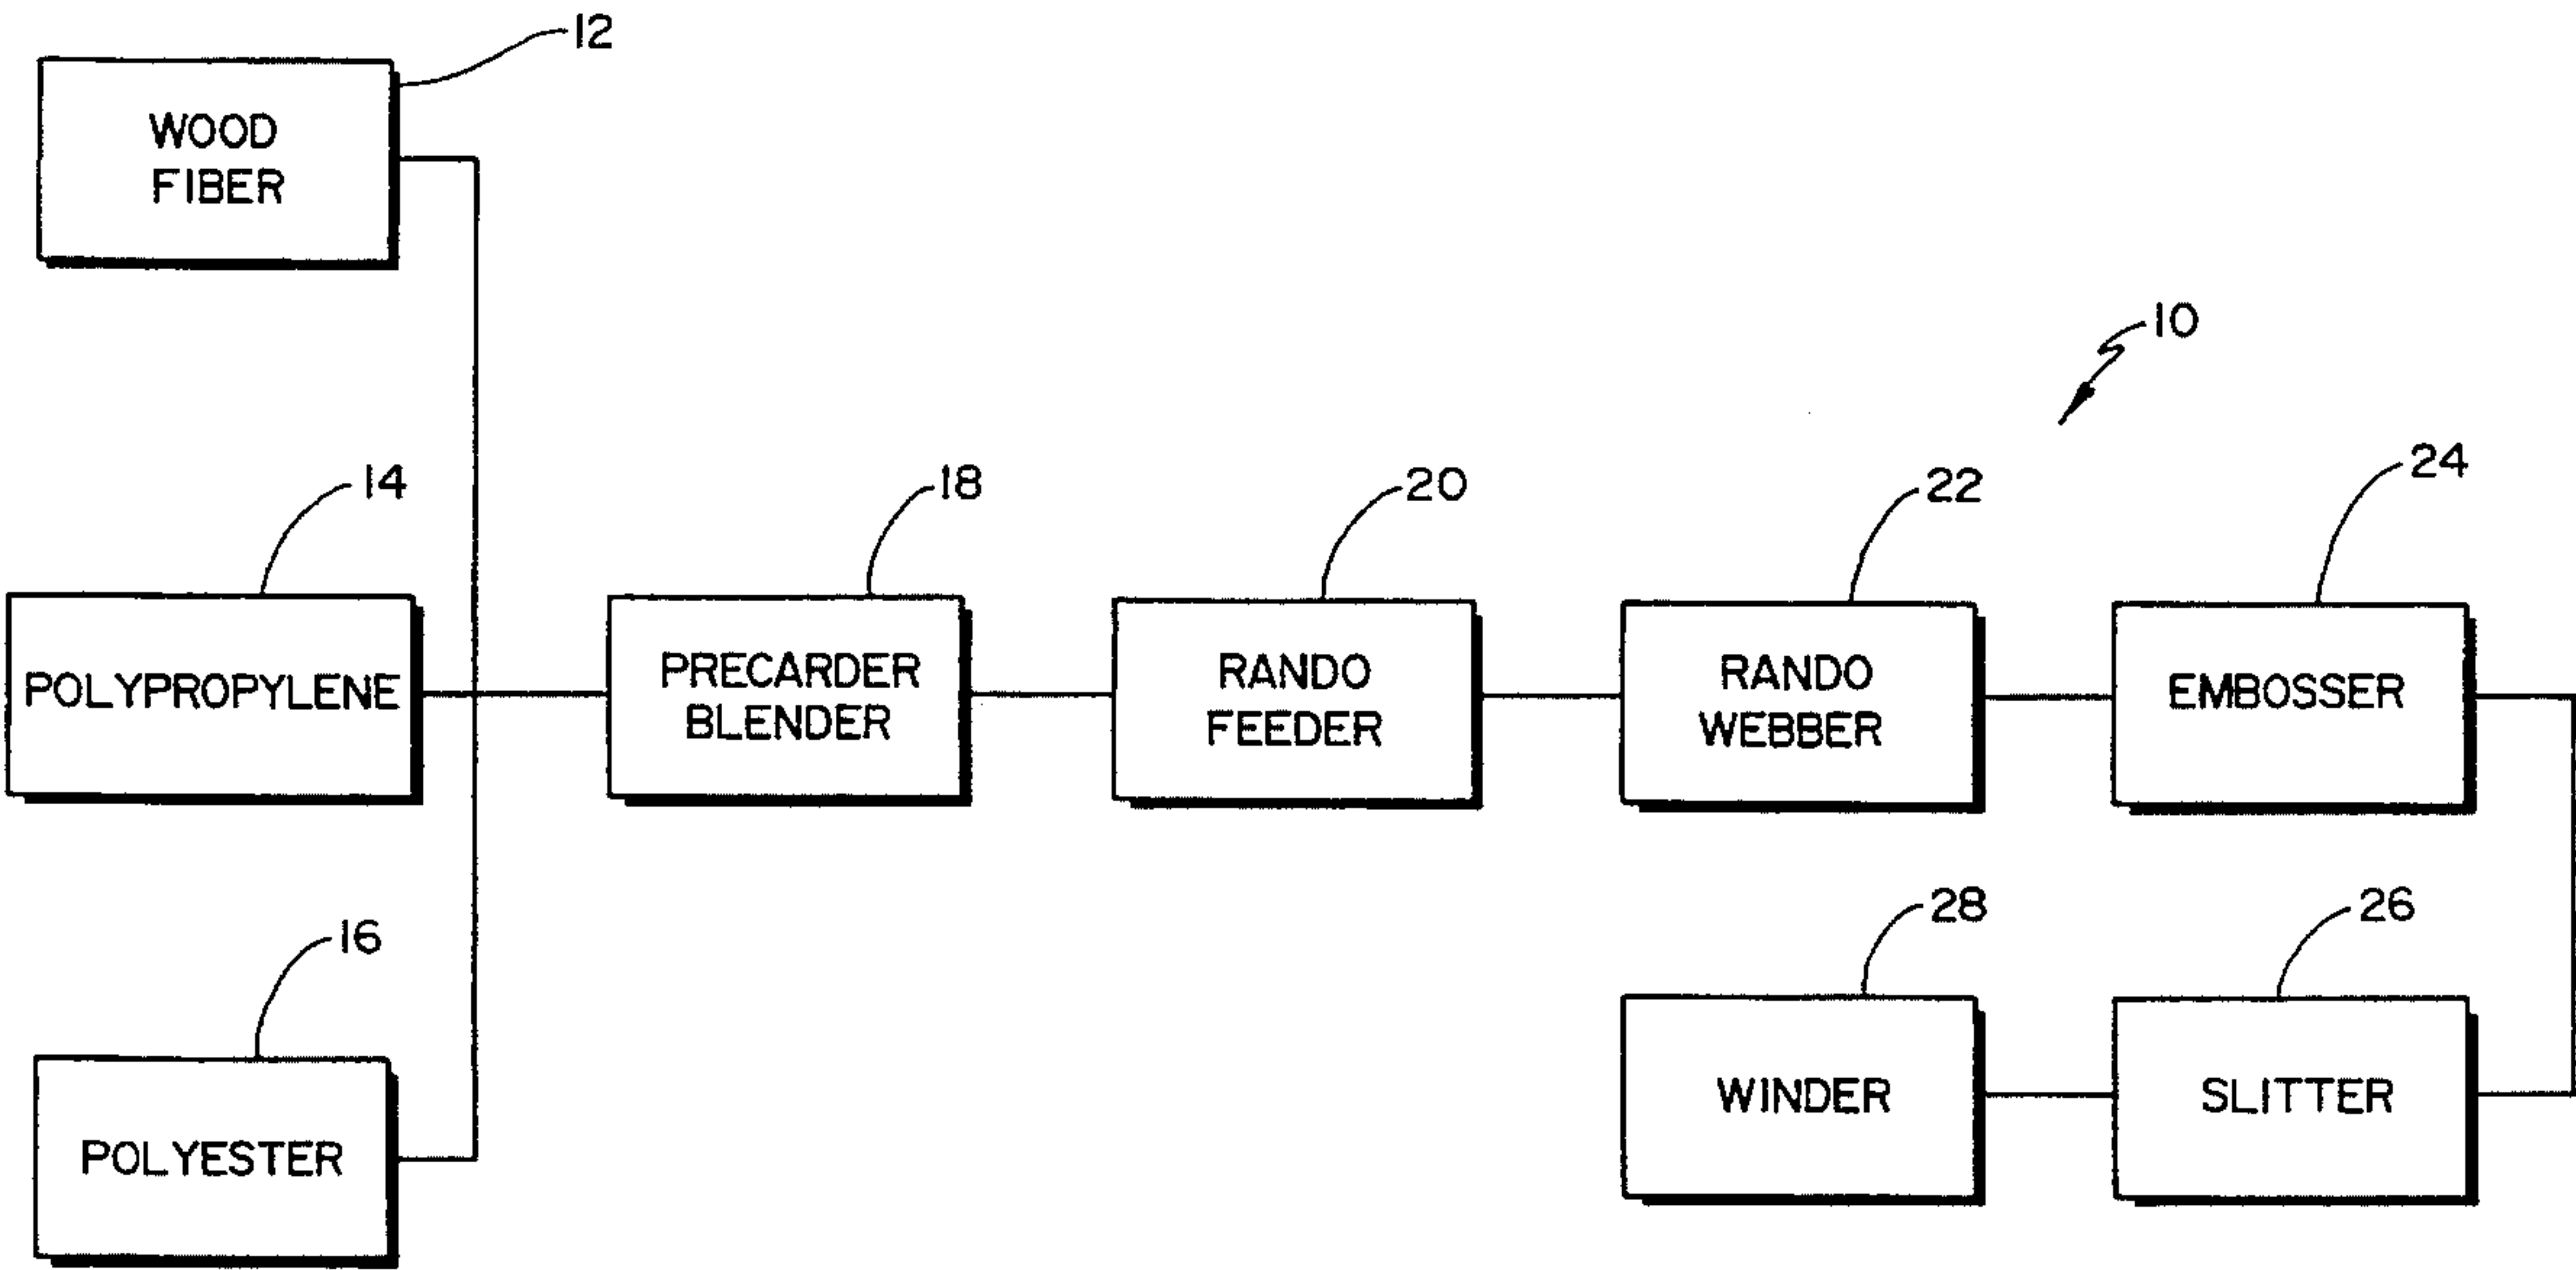 12
WOOD
FIBER
10
14
POLYPROPYLENE
18
PRECARDER
BLENDER
20
RANDO
FEEDER
22
RANDO
WEBBER
24
EMBOSSER
16
POLYESTER
28
WINDER
26
SLITTER